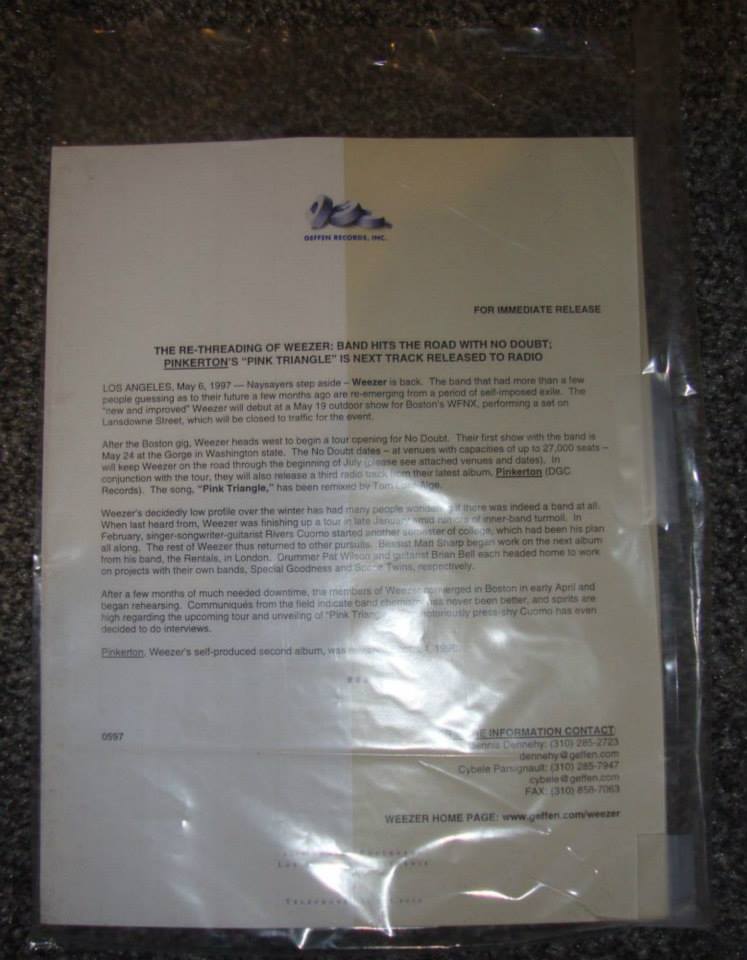 GEFFEN RECORDS, INC.
FOR IMMEDIATE RELEASE
THE RE-THREADING OF WEEZER: BAND HITS THE ROAD WITH NO DOUBT;
PINKERTON'S "PINK TRIANGLE" IS NEXT TRACK RELEASED TO RADIO
LOS ANGELES, May 6, 1997 — Naysayers step aside – Weezer is back. The band that had more than a few
people guessing as to their future a few months ago are re-emerging from a period of self-imposed exile. The
"new and improved" Weezer will debut at a May 19 outdoor show for Boston's WFNX, performing a set on
Lansdowne Street, which will be closed to traffic for the event.
After the Boston gig, Weezer heads west to begin a tour opening for No Doubt. Their first show with the band is
May 24 at the Gorge in Washington state. The No Doubt dates – at venues with capacities of up to 27,000 seats –
will keep Weezer on the road through the beginning of July (please see attached venues and dates). In
conjunction with the tour, they will also release a third radio track from their latest album, Pinkerton (DGC
Records). The song, "Pink Triangle," has been remixed by Tom Alge.
Weezer's decidedly low profile over the winter has had many people if there was indeed a band at all.
When last heard from, Weezer was finishing up a tour in late January amid rumors of inner-band turmoil. In
February, singer-songwriter-guitarist Rivers Cuomo started another semester of college, which had been his plan
all along. The rest of Weezer thus returned to other pursuits. Bassist Matt Sharp began work on the next album
from his band, the Rentals, in London. Drummer Pat Wilson and guitarist Brian Bell each headed home to work
on projects with their own bands, Special Goodness and Space Twins, respectively.
After a few months of much needed downtime, the members of Weezer converged in Boston in early April and
began rehearsing. Communiqués from the field indicate band has never been better, and spirits are
high regarding the upcoming tour and unveiling of "Pink notoriously press-shy Cuomo has even
decided to do interviews.
Pinkerton, Weezer's self-produced second album, was
0597
INFORMATION CONTACT
Dennis Dennehy: (310) 285-2723
dennehy@geffen.com
Cybele Parsignault: (310) 285-7947
cybele@geffen.com
FAX: (310) 858-7063
WEEZER HOME PAGE: www.geffen.com/weezer